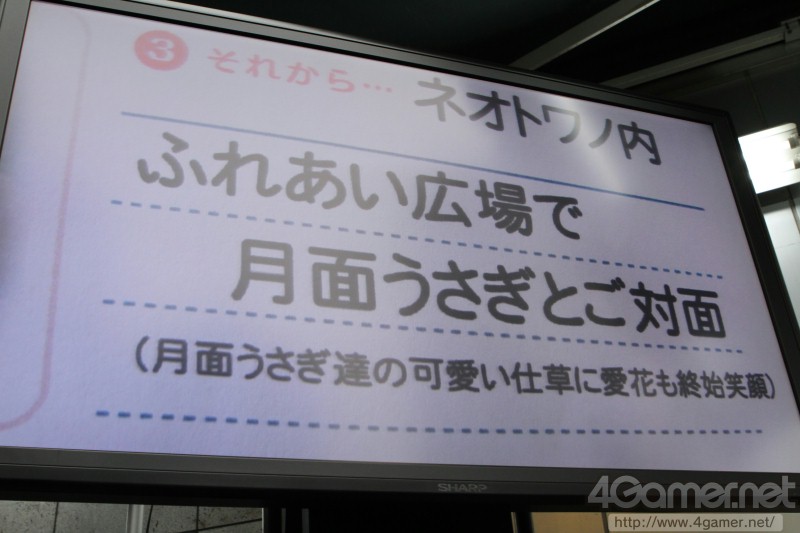 3 それから… ネオトワノ内
ふれあい広場で
月面うさぎとご対面
(月面うさぎ達の可愛い仕草に愛花も終始笑顔)
SHARP
4Gamer.net
http://www.4gamer.net/